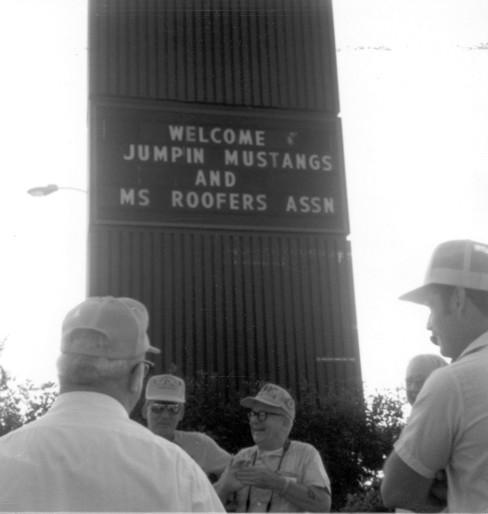 WELCOME
JUMPIN MUSTANGS
AND
MS ROOFERS ASSN